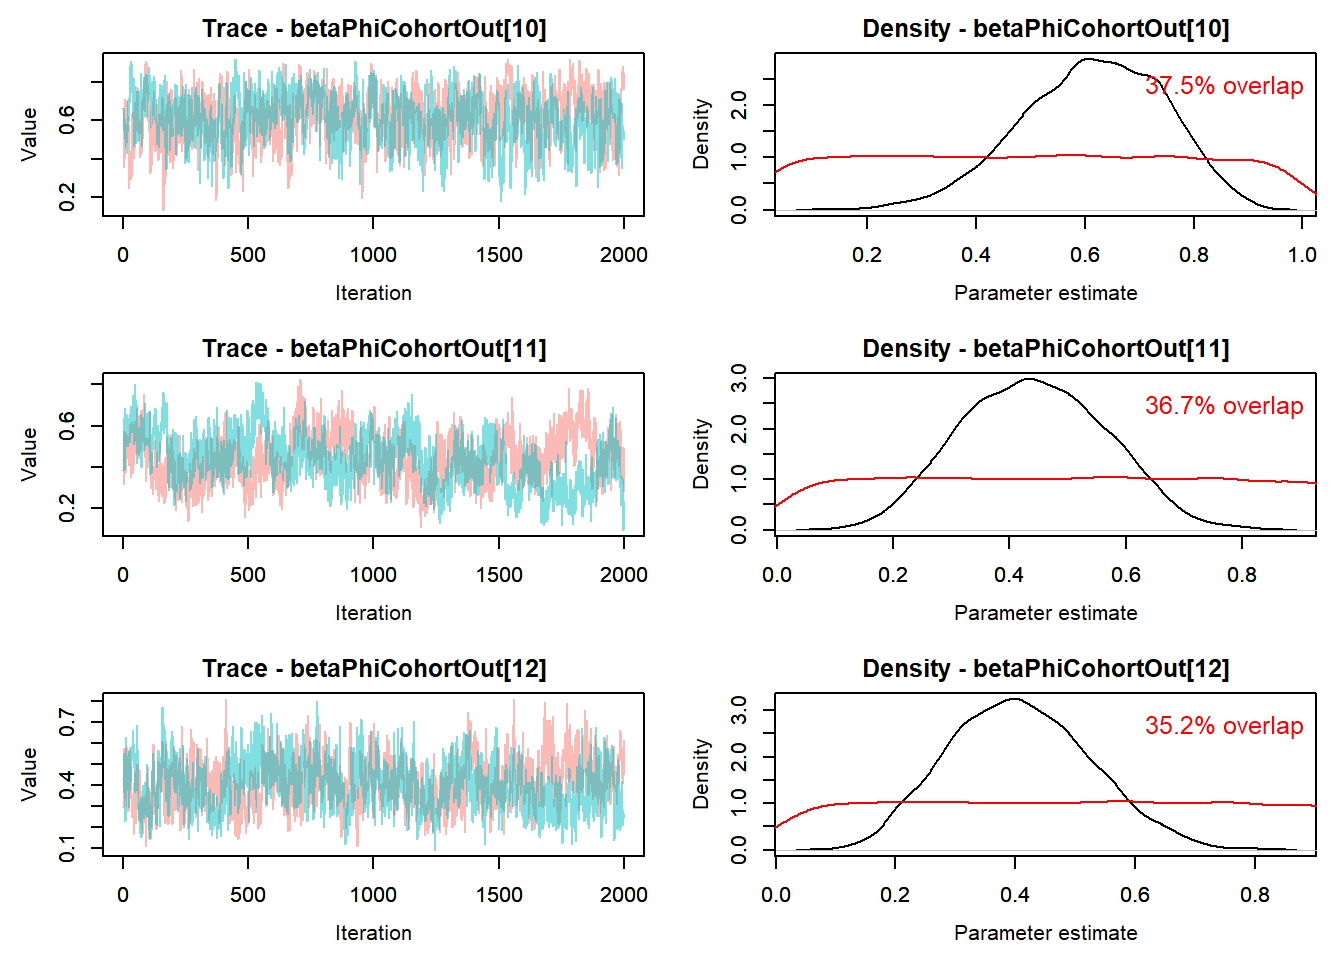 Trace - betaPhiCohortOut[10]
Value
0.6
0.2
0
500
1000
1500
2000
Iteration
Density - betaPhiCohortOut[10]
37.5% overlap
Density
2.0
1.0
0.0
0.2
0.4
0.6
0.8
1.0
Parameter estimate
Trace - betaPhiCohortOut[11]
Value
0.6
0.2
0
500
1000
1500
2000
Iteration
Density - betaPhiCohortOut[11]
36.7% overlap
Density
3.0
2.0
1.0
0.0
0.0
0.2
0.4
0.6
0.8
Parameter estimate
Trace - betaPhiCohortOut[12]
Value
0.7
0.4
0.1
0
500
1000
1500
2000
Iteration
Density - betaPhiCohortOut[12]
35.2% overlap
Density
3.0
2.0
1.0
0.0
0.0
0.2
0.4
0.6
0.8
Parameter estimate